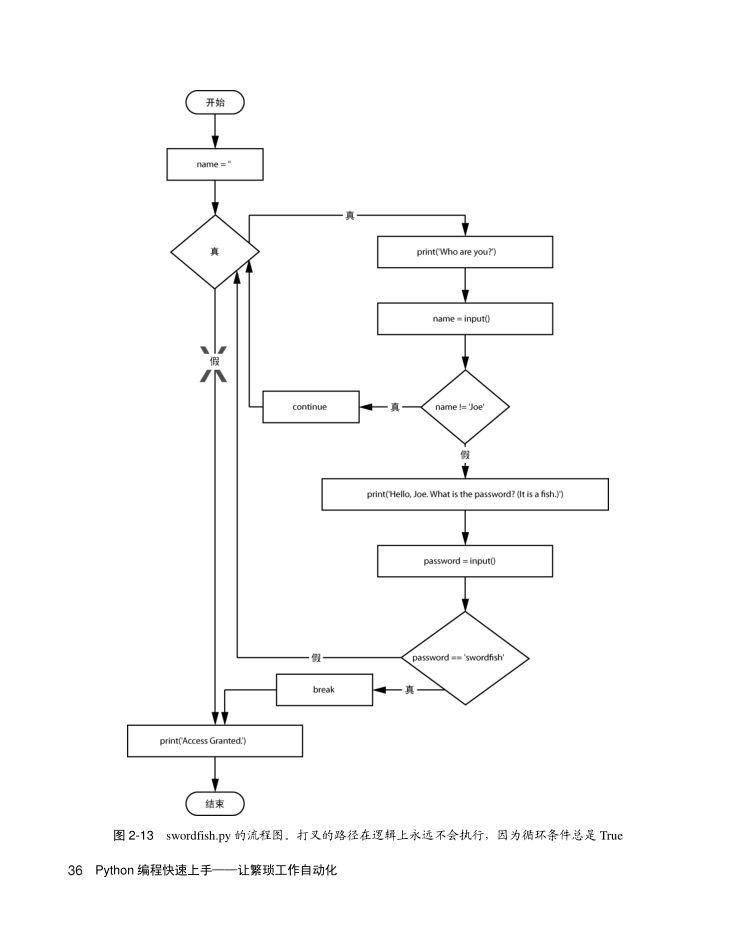 开始
name = ''
真
真
print('Who are you?')
name = input()
假
continue
真
name != 'Joe'
假
print('Hello, Joe. What is the password? (It is a fish.)')
password = input()
假
password == 'swordfish'
break
真
print('Access Granted.')
结束
图 2-13 swordfish.py 的流程图。打叉的路径在逻辑上永远不会执行，因为循环条件总是 True
36 Python 编程快速上手——让繁琐工作自动化